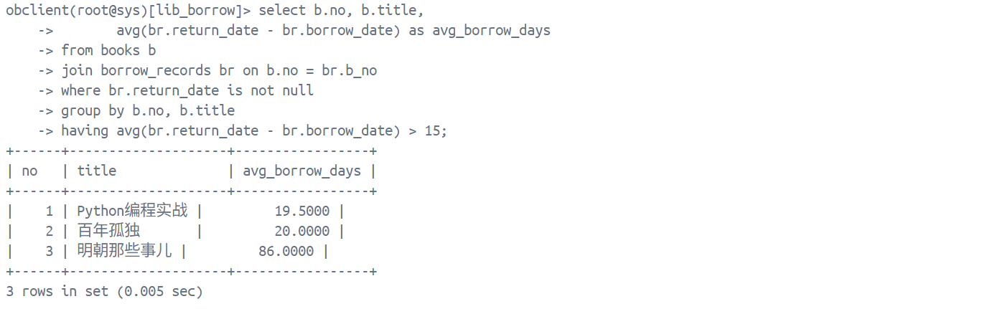 obclient(root@sys)[lib_borrow]> select b.no, b.title,
    ->        avg(br.return_date - br.borrow_date) as avg_borrow_days
    -> from books b
    -> join borrow_records br on b.no = br.b_no
    -> where br.return_date is not null
    -> group by b.no, b.title
    -> having avg(br.return_date - br.borrow_date) > 15;
+------+--------------------+-----------------+
| no   | title              | avg_borrow_days |
+------+--------------------+-----------------+
|    1 | Python编程实战 |         19.5000 |
|    2 | 百年孤独       |         20.0000 |
|    3 | 明朝那些事儿 |         86.0000 |
+------+--------------------+-----------------+
3 rows in set (0.005 sec)